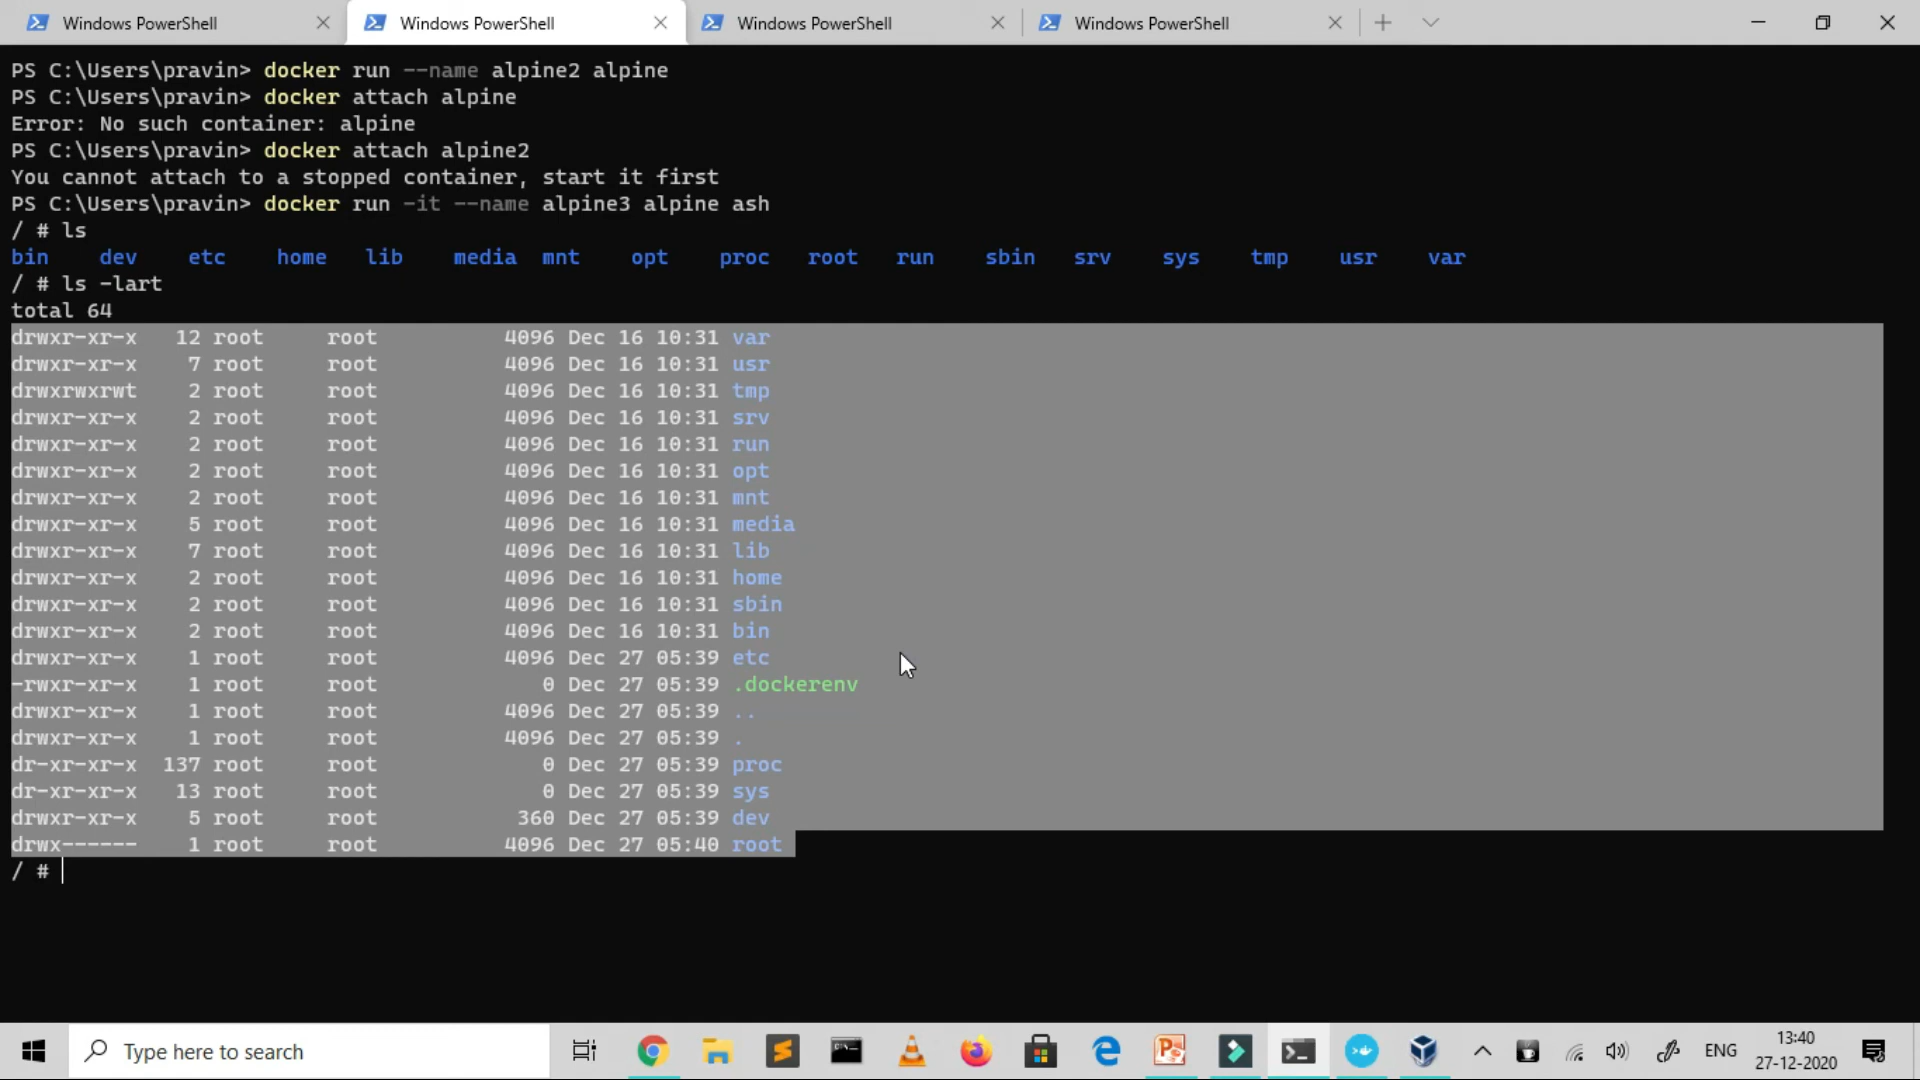 Windows PowerShell Windows PowerShell Windows PowerShell Windows PowerShell
PS C:\Users\pravin> docker run --name alpine2 alpine
PS C:\Users\pravin> docker attach alpine
Error: No such container: alpine
PS C:\Users\pravin> docker attach alpine2
You cannot attach to a stopped container, start it first
PS C:\Users\pravin> docker run -it --name alpine3 alpine ash
/ # ls
bin dev etc home lib media mnt opt proc root run sbin srv sys tmp usr var
/ # ls -lart
total 64
drwxr-xr-x 12 root root 4096 Dec 16 10:31 var
drwxr-xr-x 7 root root 4096 Dec 16 10:31 usr
drwxrwxrwt 2 root root 4096 Dec 16 10:31 tmp
drwxr-xr-x 2 root root 4096 Dec 16 10:31 srv
drwxr-xr-x 2 root root 4096 Dec 16 10:31 run
drwxr-xr-x 2 root root 4096 Dec 16 10:31 opt
drwxr-xr-x 2 root root 4096 Dec 16 10:31 mnt
drwxr-xr-x 5 root root 4096 Dec 16 10:31 media
drwxr-xr-x 7 root root 4096 Dec 16 10:31 lib
drwxr-xr-x 2 root root 4096 Dec 16 10:31 home
drwxr-xr-x 2 root root 4096 Dec 16 10:31 sbin
drwxr-xr-x 2 root root 4096 Dec 16 10:31 bin
drwxr-xr-x 1 root root 4096 Dec 27 05:39 etc
-rwxr-xr-x 1 root root 0 Dec 27 05:39 .dockerenv
drwxr-xr-x 1 root root 4096 Dec 27 05:39 ..
drwxr-xr-x 1 root root 4096 Dec 27 05:39 .
dr-xr-xr-x 137 root root 0 Dec 27 05:39 proc
dr-xr-xr-x 13 root root 0 Dec 27 05:39 sys
drwxr-xr-x 5 root root 360 Dec 27 05:39 dev
drwx------ 1 root root 4096 Dec 27 05:40 root
/ #
Type here to search
ENG
13:40
27-12-2020